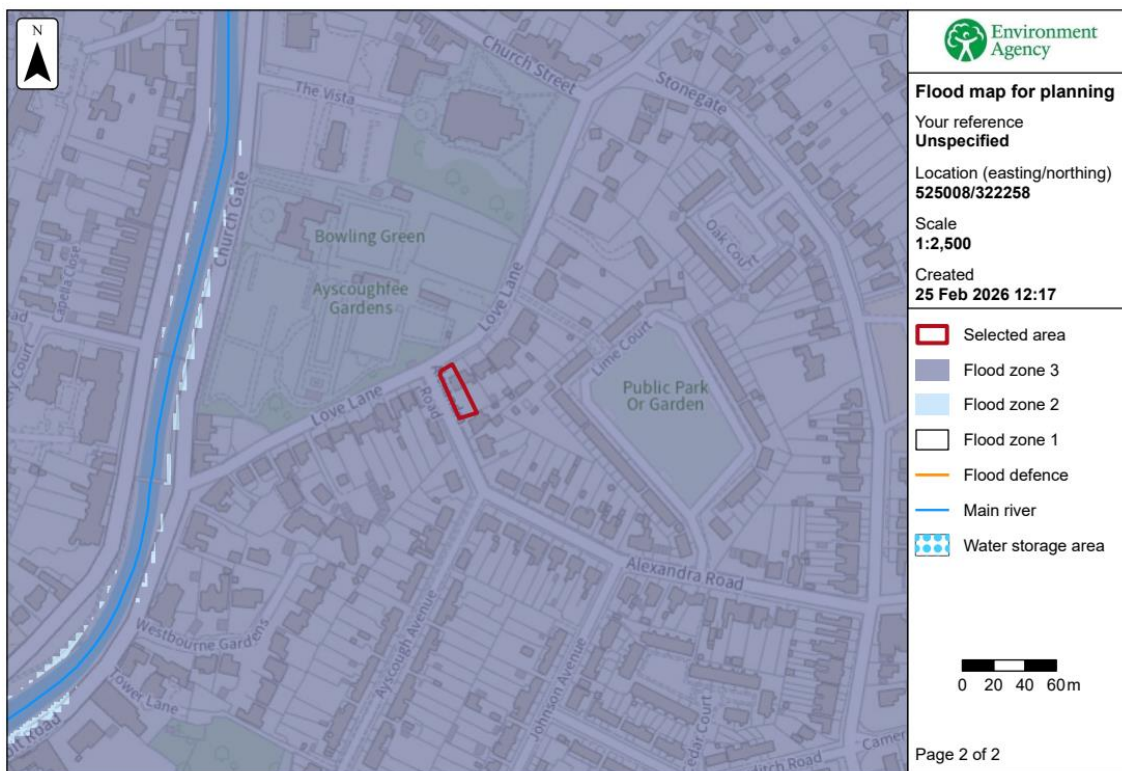 N
Church Street
Stonegate
The Vista
Church Gate
Bowling Green
Oak Court
Capella Close
Ayscoughfee
Gardens
Love Lane
Court
Lime Court
Public Park
Or Garden
Love Lane
Road
Alexandra Road
Westbourne Gardens
Ayscough Avenue
Tower Lane
Johnson Avenue
Road
Environment
Agency
Flood map for planning
Your reference
Unspecified
Location (easting/northing)
525008/322258
Scale
1:2,500
Created
25 Feb 2026 12:17
Selected area
Flood zone 3
Flood zone 2
Flood zone 1
Flood defence
Main river
Water storage area
0 20 40 60m
Page 2 of 2